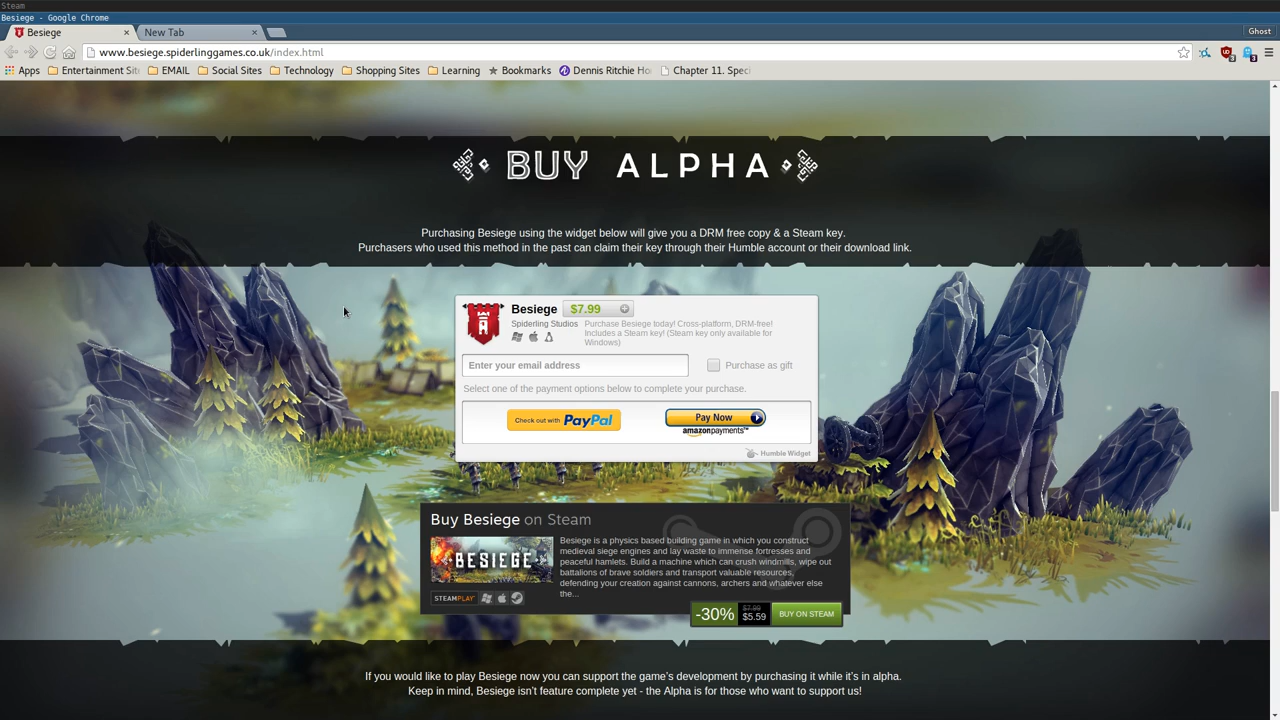 Steam
Besiege - Google Chrome
Besiege
New Tab
Ghost
www.besiege.spiderlinggames.co.uk/index.html
Apps
Entertainment Sit
EMAIL
Social Sites
Technology
Shopping Sites
Learning
Bookmarks
Dennis Ritchie Ho
Chapter 11. Speci
BUY ALPHA
Purchasing Besiege using the widget below will give you a DRM free copy & a Steam key.
Purchasers who used this method in the past can claim their key through their Humble account or their download link.
Besiege
$7.99
Spiderling Studios
Purchase Besiege today! Cross-platform, DRM-free!
Includes a Steam key! (Steam key only available for
Windows)
Enter your email address
Purchase as gift
Select one of the payment options below to complete your purchase.
Check out with PayPal
Pay Now
amazonpayments™
Humble Widget
Buy Besiege on Steam
BESIEGE
Besiege is a physics based building game in which you construct
medieval siege engines and lay waste to immense fortresses and
peaceful hamlets. Build a machine which can crush windmills, wipe out
battalions of brave soldiers and transport valuable resources,
defending your creation against cannons, archers and whatever else
the...
STEAMPLAY
-30%
$7.99
$5.59
BUY ON STEAM
If you would like to play Besiege now you can support the game's development by purchasing it while it's in alpha.
Keep in mind, Besiege isn't feature complete yet - the Alpha is for those who want to support us!